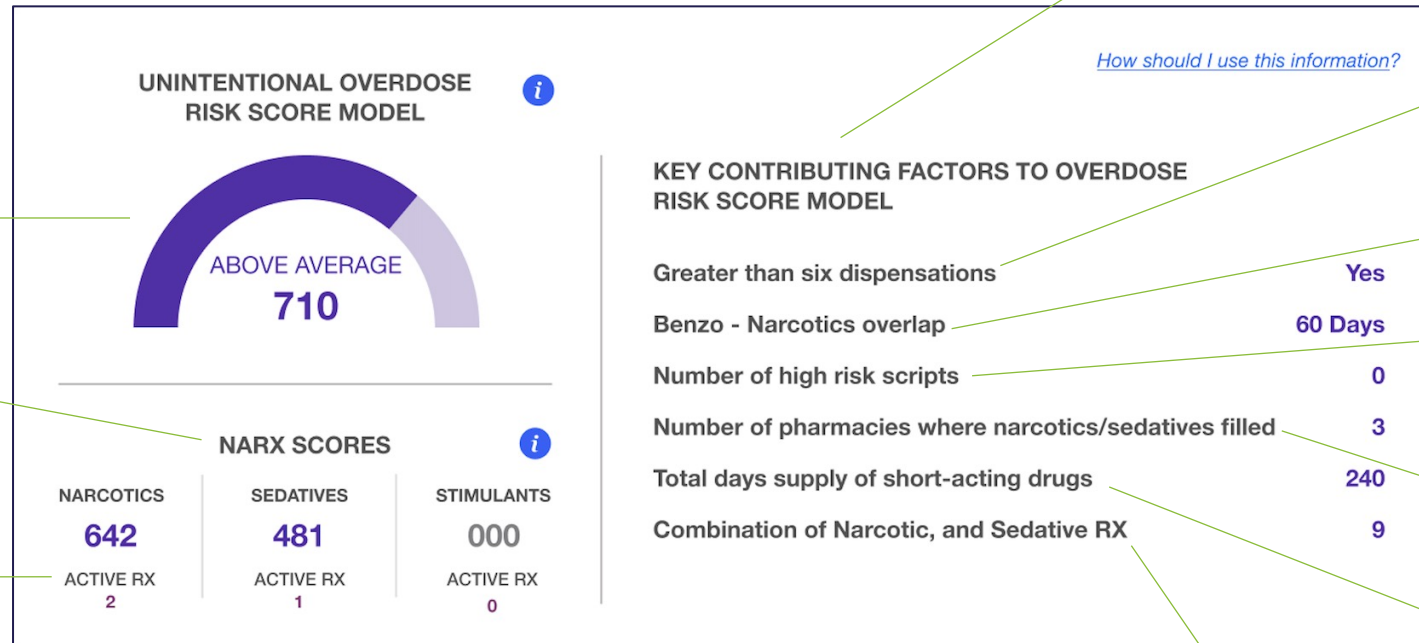 How should I use this information?
UNINTENTIONAL OVERDOSE
RISK SCORE MODEL
i
ABOVE AVERAGE
710
NARX SCORES
i
NARCOTICS
642
ACTIVE RX
2
SEDATIVES
481
ACTIVE RX
1
STIMULANTS
000
ACTIVE RX
0
KEY CONTRIBUTING FACTORS TO OVERDOSE
RISK SCORE MODEL
Greater than six dispensations Yes
Benzo - Narcotics overlap 60 Days
Number of high risk scripts 0
Number of pharmacies where narcotics/sedatives filled 3
Total days supply of short-acting drugs 240
Combination of Narcotic, and Sedative RX 9